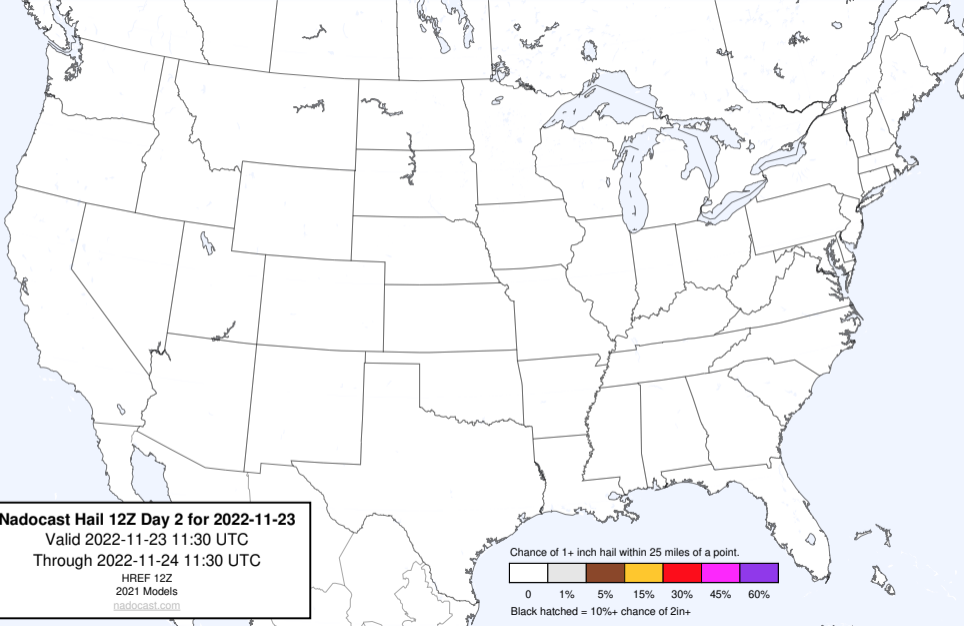 Nadocast Hail 12Z Day 2 for 2022-11-23
Valid 2022-11-23 11:30 UTC
Through 2022-11-24 11:30 UTC
HREF 12Z
2021 Models
nadocast.com
Chance of 1+ inch hail within 25 miles of a point.
0 1% 5% 15% 30% 45% 60%
Black hatched = 10%+ chance of 2in+